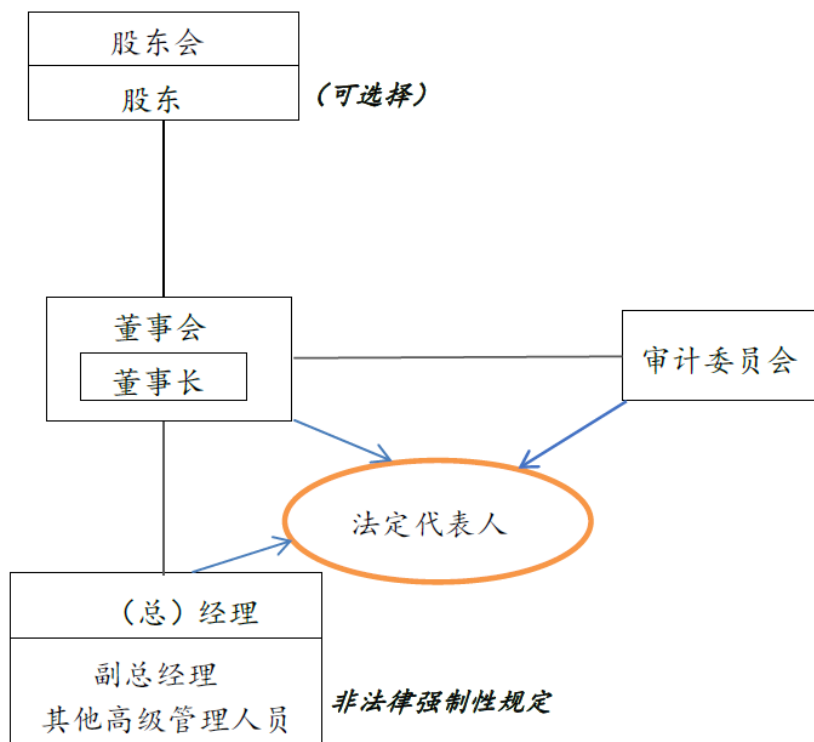 股东会
股东
（可选择）
董事会
董事长
审计委员会
法定代表人
（总）经理
副总经理
其他高级管理人员
非法律强制性规定